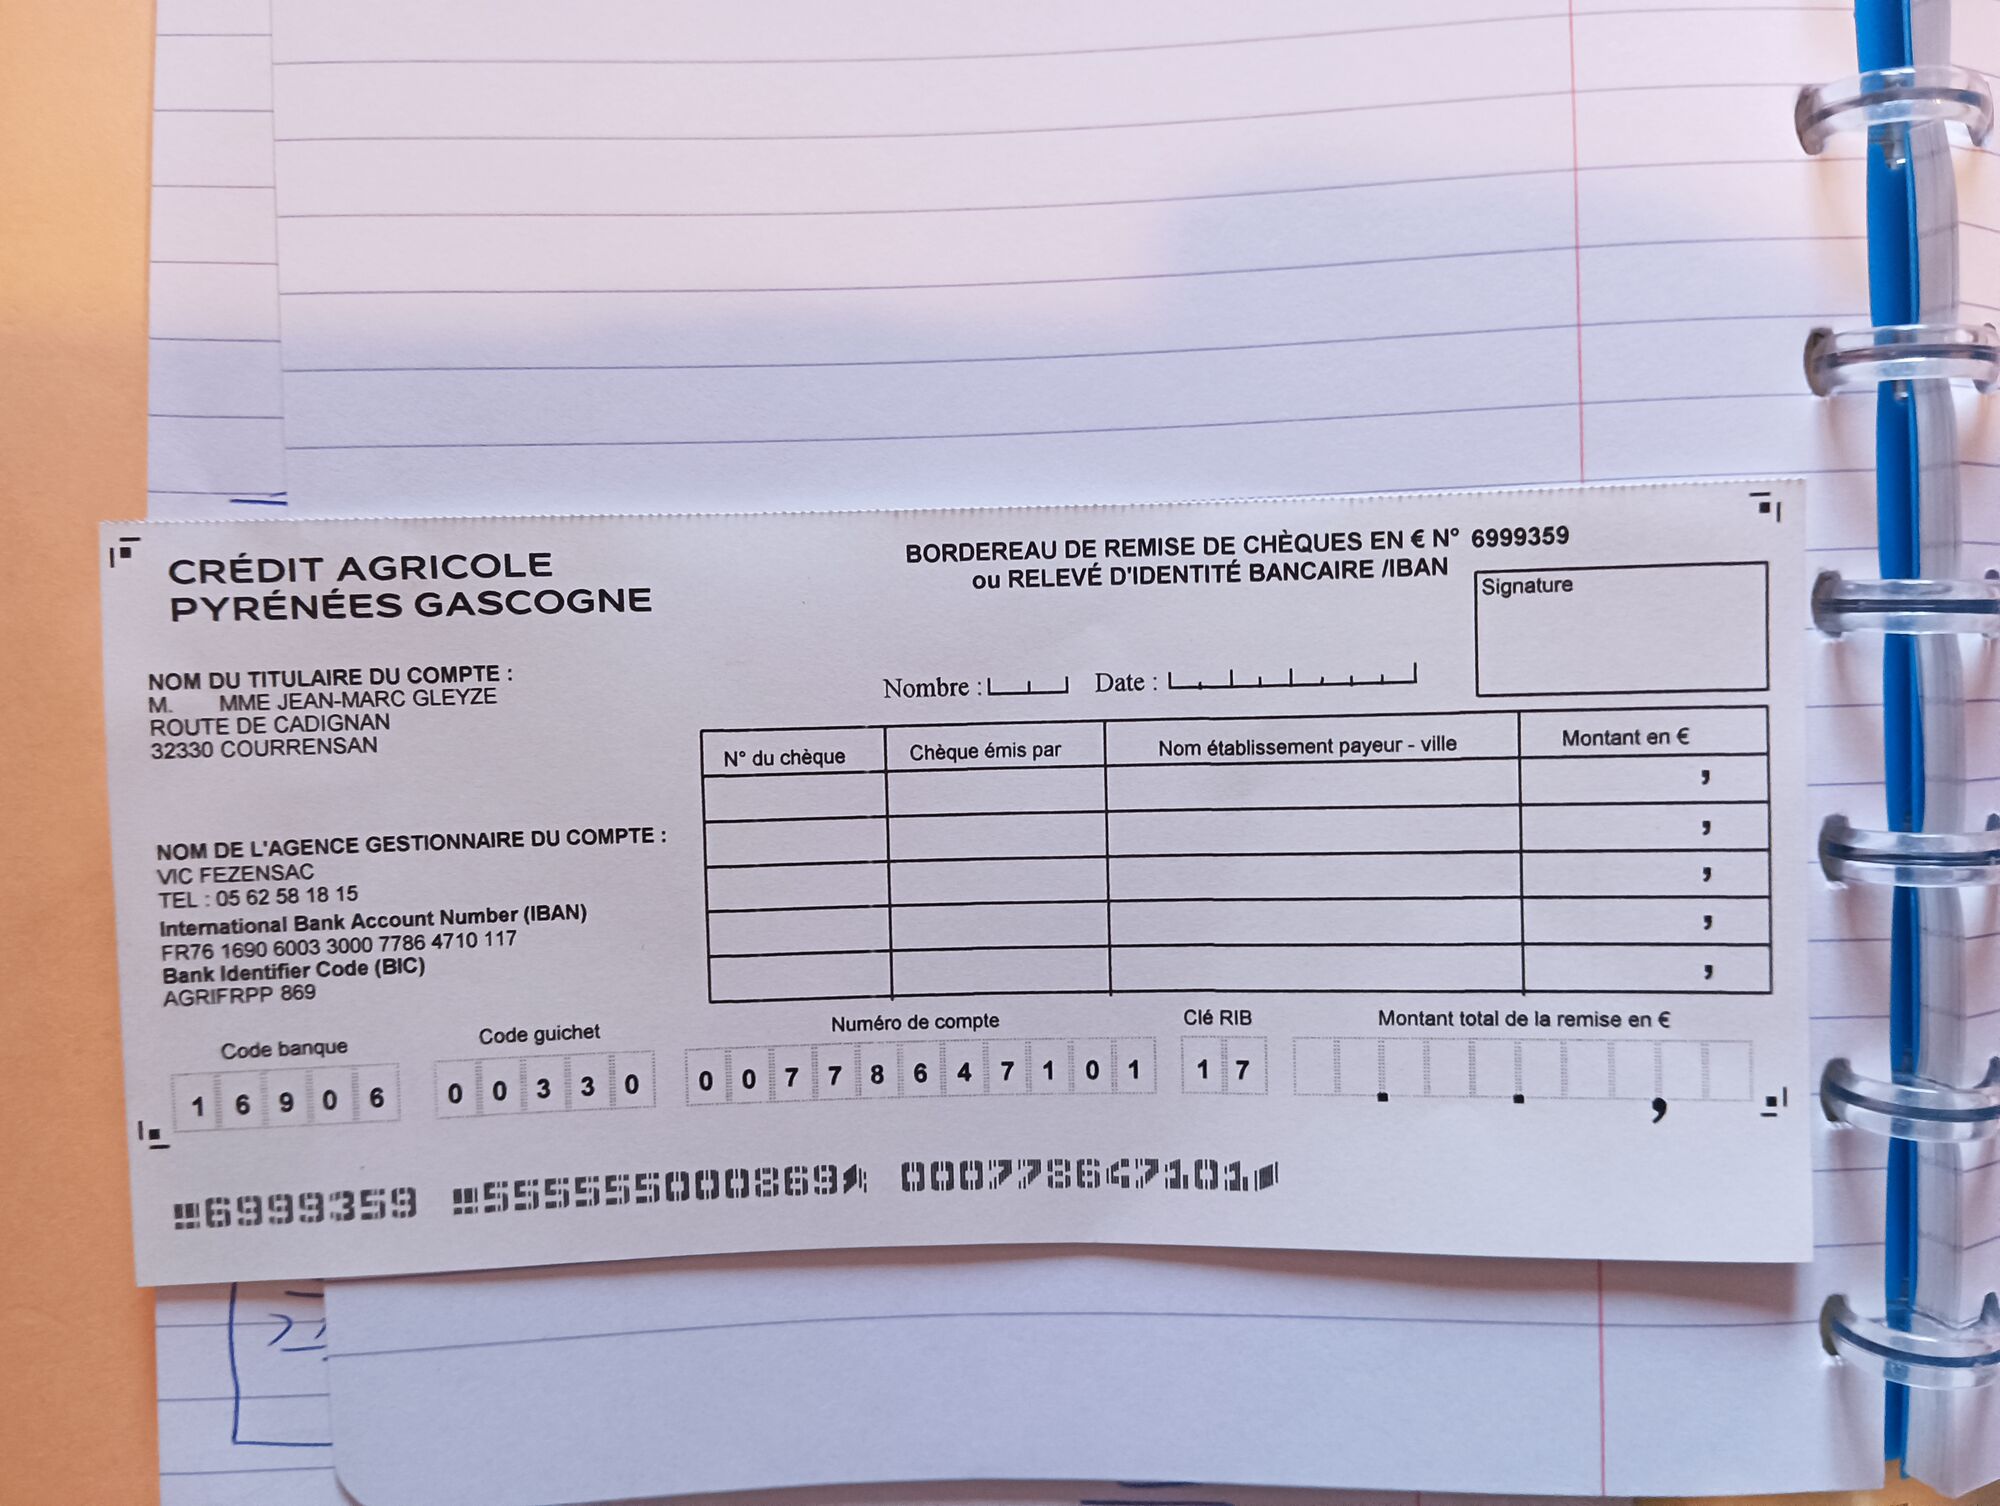 CRÉDIT AGRICOLE
PYRÉNÉES GASCOGNE
BORDEREAU DE REMISE DE CHÈQUES EN € N° 6999359
ou RELEVÉ D'IDENTITÉ BANCAIRE /IBAN
Signature
NOM DU TITULAIRE DU COMPTE :
M. MME JEAN-MARC GLEYZE
ROUTE DE CADIGNAN
32330 COURRENSAN
Nombre : Date :
N° du chèque Chèque émis par Nom établissement payeur - ville Montant en €
,
,
,
,
,
NOM DE L'AGENCE GESTIONNAIRE DU COMPTE :
VIC FEZENSAC
TEL : 05 62 58 18 15
International Bank Account Number (IBAN)
FR76 1690 6003 3000 7786 4710 117
Bank Identifier Code (BIC)
AGRIFRPP 869
Code banque Code guichet Numéro de compte Clé RIB Montant total de la remise en €
1 6 9 0 6 0 0 3 3 0 0 0 7 7 8 6 4 7 1 0 1 1 7 . . ,
6999359 5555555000869 000778647101